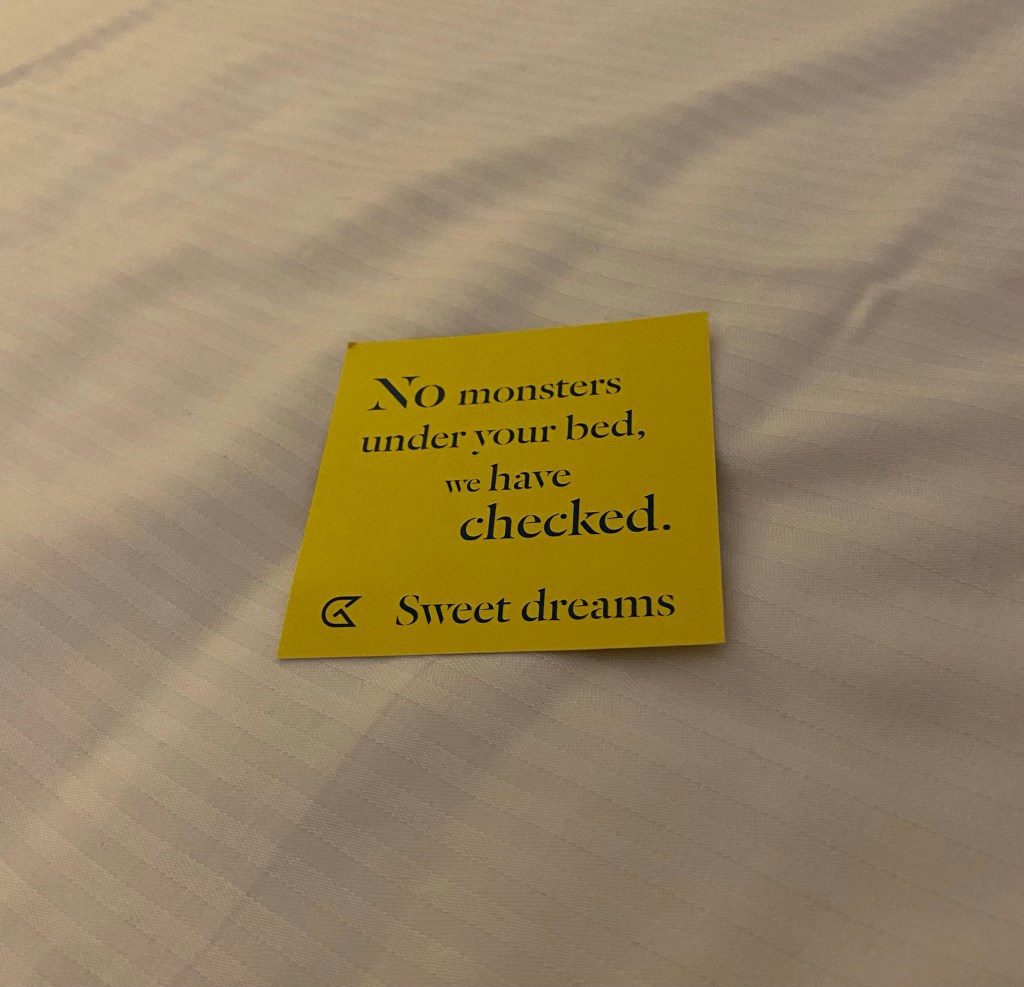 No monsters
under your bed,
we have
checked.
Sweet dreams